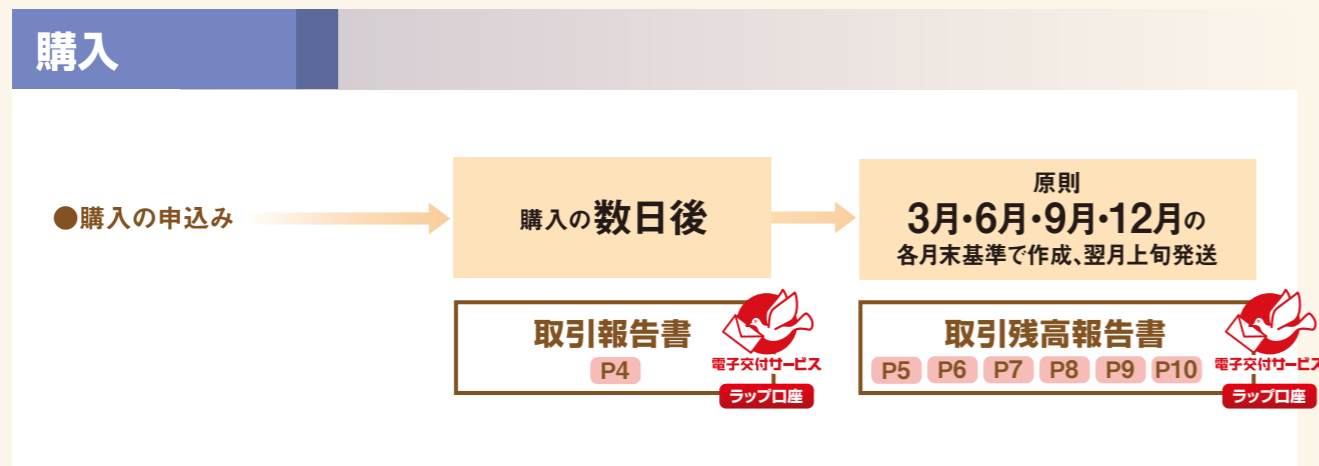 購入
●購入の申込み
購入の数日後
原則
3月・6月・9月・12月の
各月末基準で作成、翌月上旬発送
取引報告書
P4
電子交付サービス
ラップ口座
取引残高報告書
P5 P6 P7 P8 P9 P10
電子交付サービス
ラップ口座